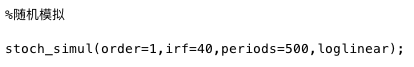 %随机模拟
stoch_simul(order=1,irf=40,periods=500,loglinear);